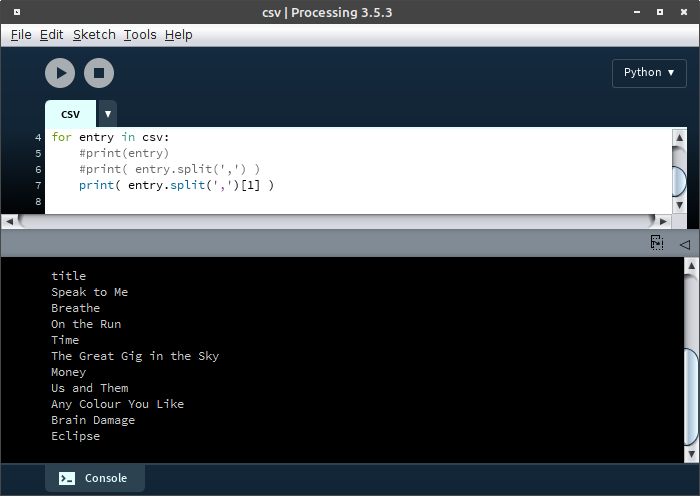 csv | Processing 3.5.3
File Edit Sketch Tools Help
Python ▼
csv ▼
4 for entry in csv:
5     #print(entry)
6     #print( entry.split(',') )
7     print( entry.split(',')[1] )
8
title
Speak to Me
Breathe
On the Run
Time
The Great Gig in the Sky
Money
Us and Them
Any Colour You Like
Brain Damage
Eclipse
Console